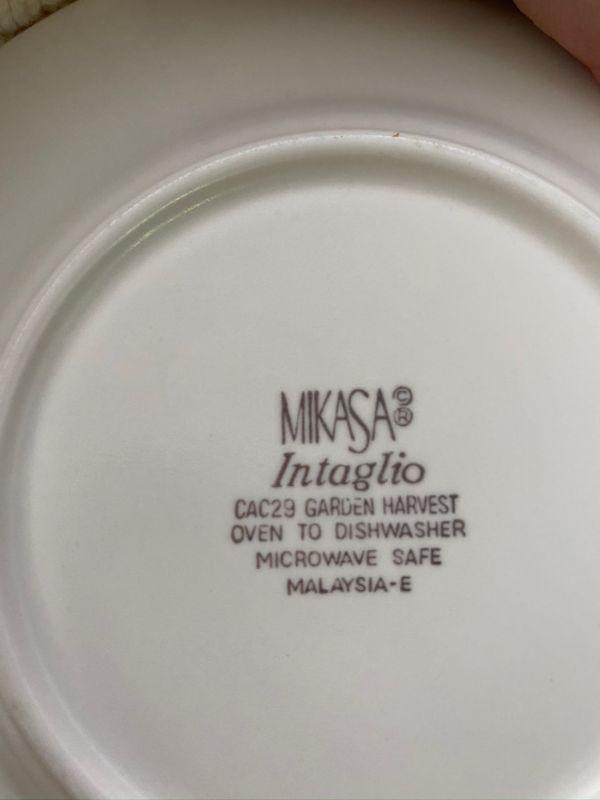 MIKASA©®
Intaglio
CAC29 GARDEN HARVEST
OVEN TO DISHWASHER
MICROWAVE SAFE
MALAYSIA-E